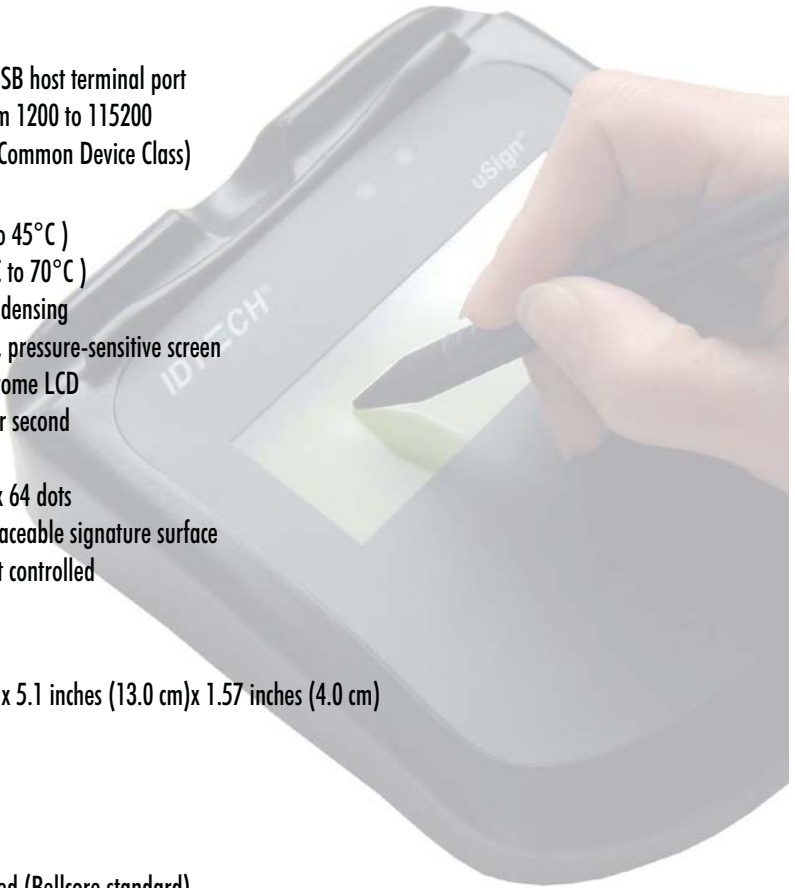 SB host terminal port
m 1200 to 115200
Common Device Class)
o 45°C )
C to 70°C )
densing
, pressure-sensitive screen
ome LCD
r second
x 64 dots
aceable signature surface
t controlled
x 5.1 inches (13.0 cm)x 1.57 inches (4.0 cm)
ed (Bellcore standard)
uSign™
IDTECH®